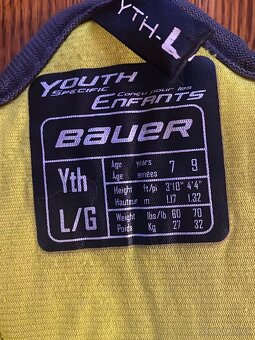 YTH-L
YOUTH
SPECIFIC Conçu pour les
ENFANTS
BAUER
Yth
L/G
Age years 7 9
Age années
Height ft/pi 3'10" 4'4"
Hauteur m 1.17 1.32
Weight lbs/lb 60 70
Poids Kg 27 32